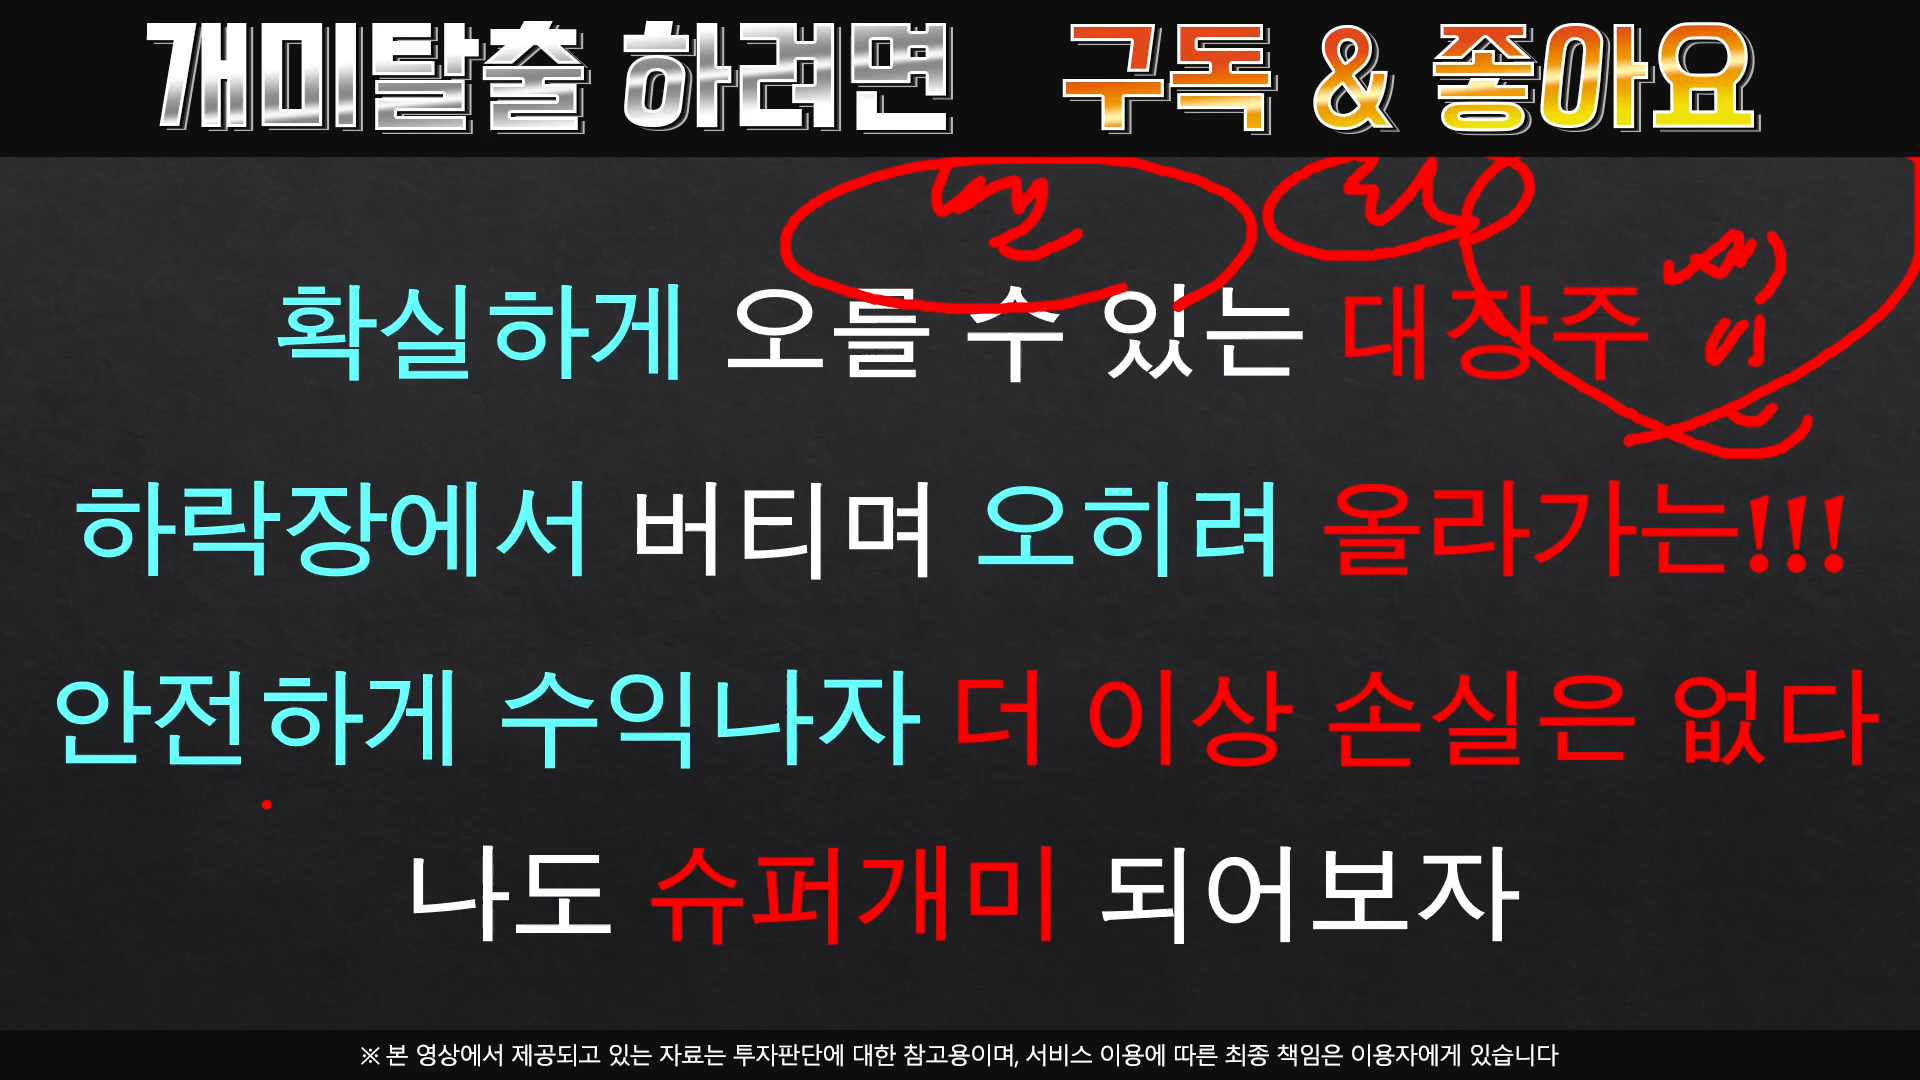 개미탈출 하려면 구독 & 좋아요
확실하게 오를 수 있는 대장주
하락장에서 버티며 오히려 올라가는!!!
안전하게 수익나자 더 이상 손실은 없다
나도 슈퍼개미 되어보자
※ 본 영상에서 제공되고 있는 자료는 투자판단에 대한 참고용이며, 서비스 이용에 따른 최종 책임은 이용자에게 있습니다